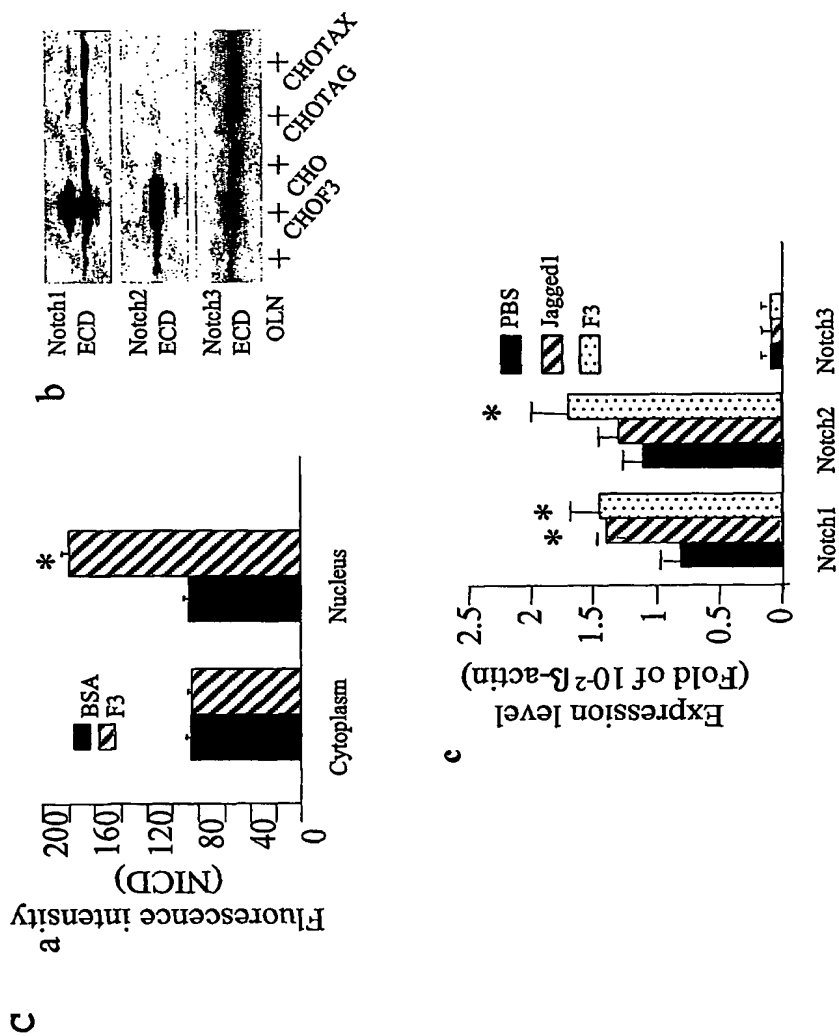 C
a
Fluorescence intensity
(NICD)
200
160
120
80
40
0
BSA
F3
*
Cytoplasm
Nucleus
b
Notch1
ECD
Notch2
ECD
Notch3
ECD
OLN
+ + + + +
CHOF3
CHO
CHOTAG
CHOTAX
c
Expression level
(Fold of 10⁻²ß-actin)
2.5
2
1.5
1
0.5
0
PBS
Jagged1
F3
* * *
Notch1
Notch2
Notch3